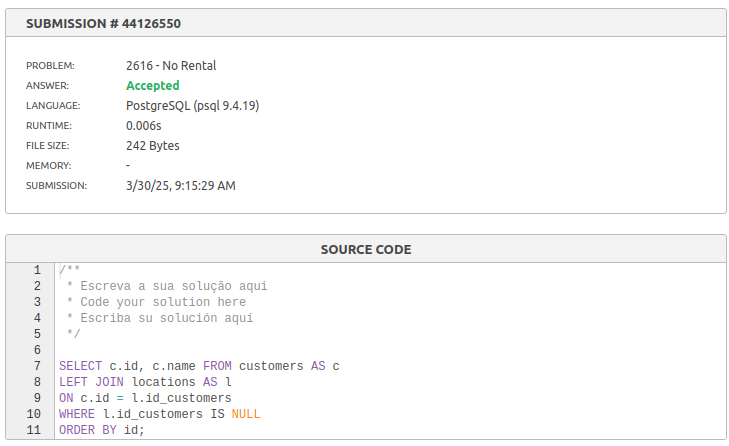 SUBMISSION # 44126550
PROBLEM: 2616 - No Rental
ANSWER: Accepted
LANGUAGE: PostgreSQL (psql 9.4.19)
RUNTIME: 0.006s
FILE SIZE: 242 Bytes
MEMORY: -
SUBMISSION: 3/30/25, 9:15:29 AM
SOURCE CODE
1 /**
2  * Escreva a sua solução aqui
3  * Code your solution here
4  * Escriba su solución aquí
5  */
6
7 SELECT c.id, c.name FROM customers AS c
8 LEFT JOIN locations AS l
9 ON c.id = l.id_customers
10 WHERE l.id_customers IS NULL
11 ORDER BY id;